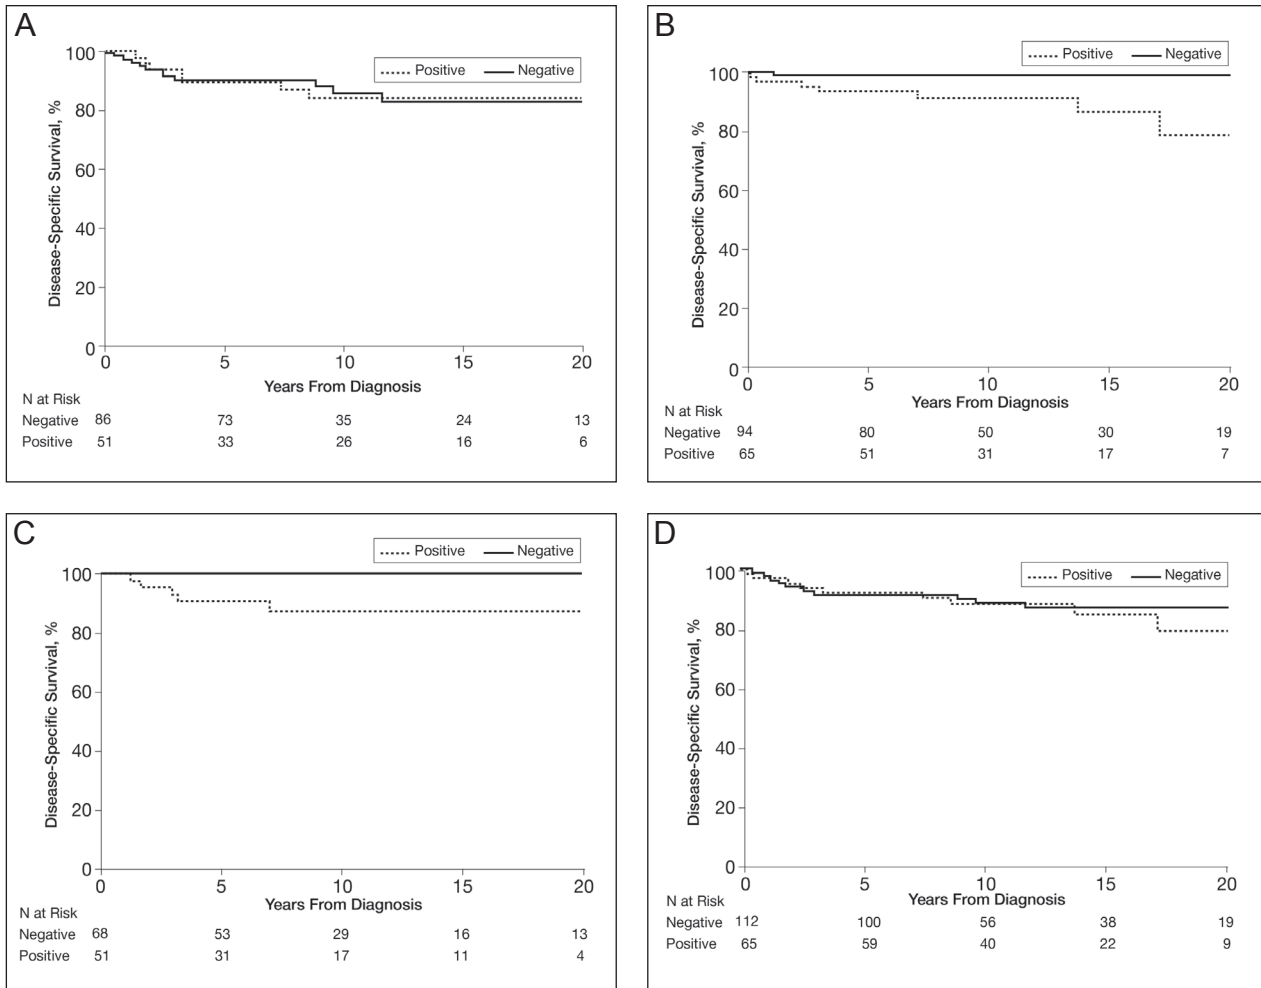 A
Positive Negative
Disease-Specific Survival, %
100
80
60
40
20
0
0 5 10 15 20
Years From Diagnosis
N at Risk
Negative 86 73 35 24 13
Positive 51 33 26 16 6
B
Positive Negative
Disease-Specific Survival, %
100
80
60
40
20
0
0 5 10 15 20
Years From Diagnosis
N at Risk
Negative 94 80 50 30 19
Positive 65 51 31 17 7
C
Positive Negative
Disease-Specific Survival, %
100
80
60
40
20
0
0 5 10 15 20
Years From Diagnosis
N at Risk
Negative 68 53 29 16 13
Positive 51 31 17 11 4
D
Positive Negative
Disease-Specific Survival, %
100
80
60
40
20
0
0 5 10 15 20
Years From Diagnosis
N at Risk
Negative 112 100 56 38 19
Positive 65 59 40 22 9